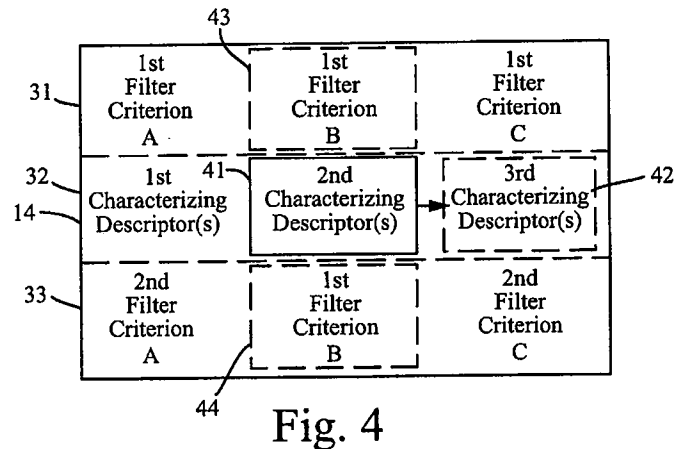 43
31
1st
Filter
Criterion
A
1st
Filter
Criterion
B
1st
Filter
Criterion
C
32
14
1st
Characterizing
Descriptor(s)
41
2nd
Characterizing
Descriptor(s)
3rd
Characterizing
Descriptor(s)
42
33
2nd
Filter
Criterion
A
1st
Filter
Criterion
B
2nd
Filter
Criterion
C
44
Fig. 4